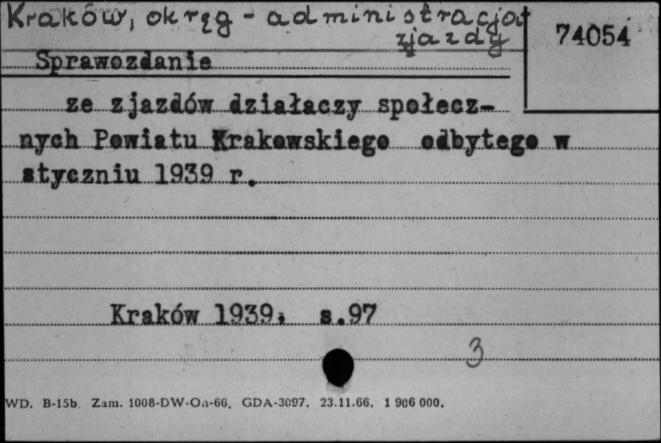 Kraków, okręg - administracja,
zjazdy
74054
Sprawozdanie
ze zjazdów działaczy społecz-
nych Powiatu Krakowskiego odbytego w
styczniu 1939 r.
Kraków 1939, s.97
3
WD. B-15b. Zam. 1008-DW-Oa-66. GDA-3097. 23.11.66. 1 906 000.